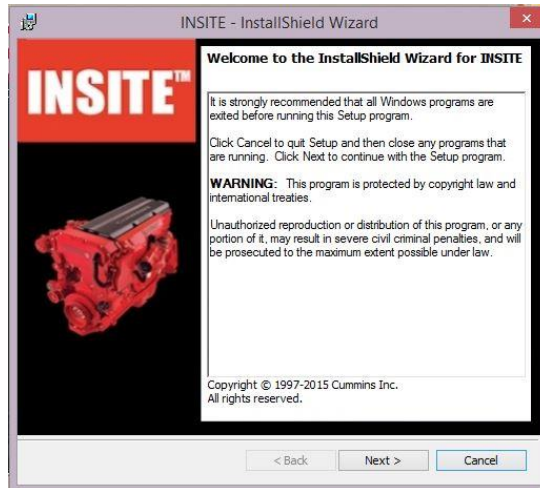 INSITE - InstallShield Wizard
INSITE™
Welcome to the InstallShield Wizard for INSITE
It is strongly recommended that all Windows programs are
exited before running this Setup program.
Click Cancel to quit Setup and then close any programs that
are running. Click Next to continue with the Setup program.
WARNING: This program is protected by copyright law and
international treaties.
Unauthorized reproduction or distribution of this program, or any
portion of it, may result in severe civil criminal penalties, and will
be prosecuted to the maximum extent possible under law.
Copyright © 1997-2015 Cummins Inc.
All rights reserved.
< Back Next > Cancel